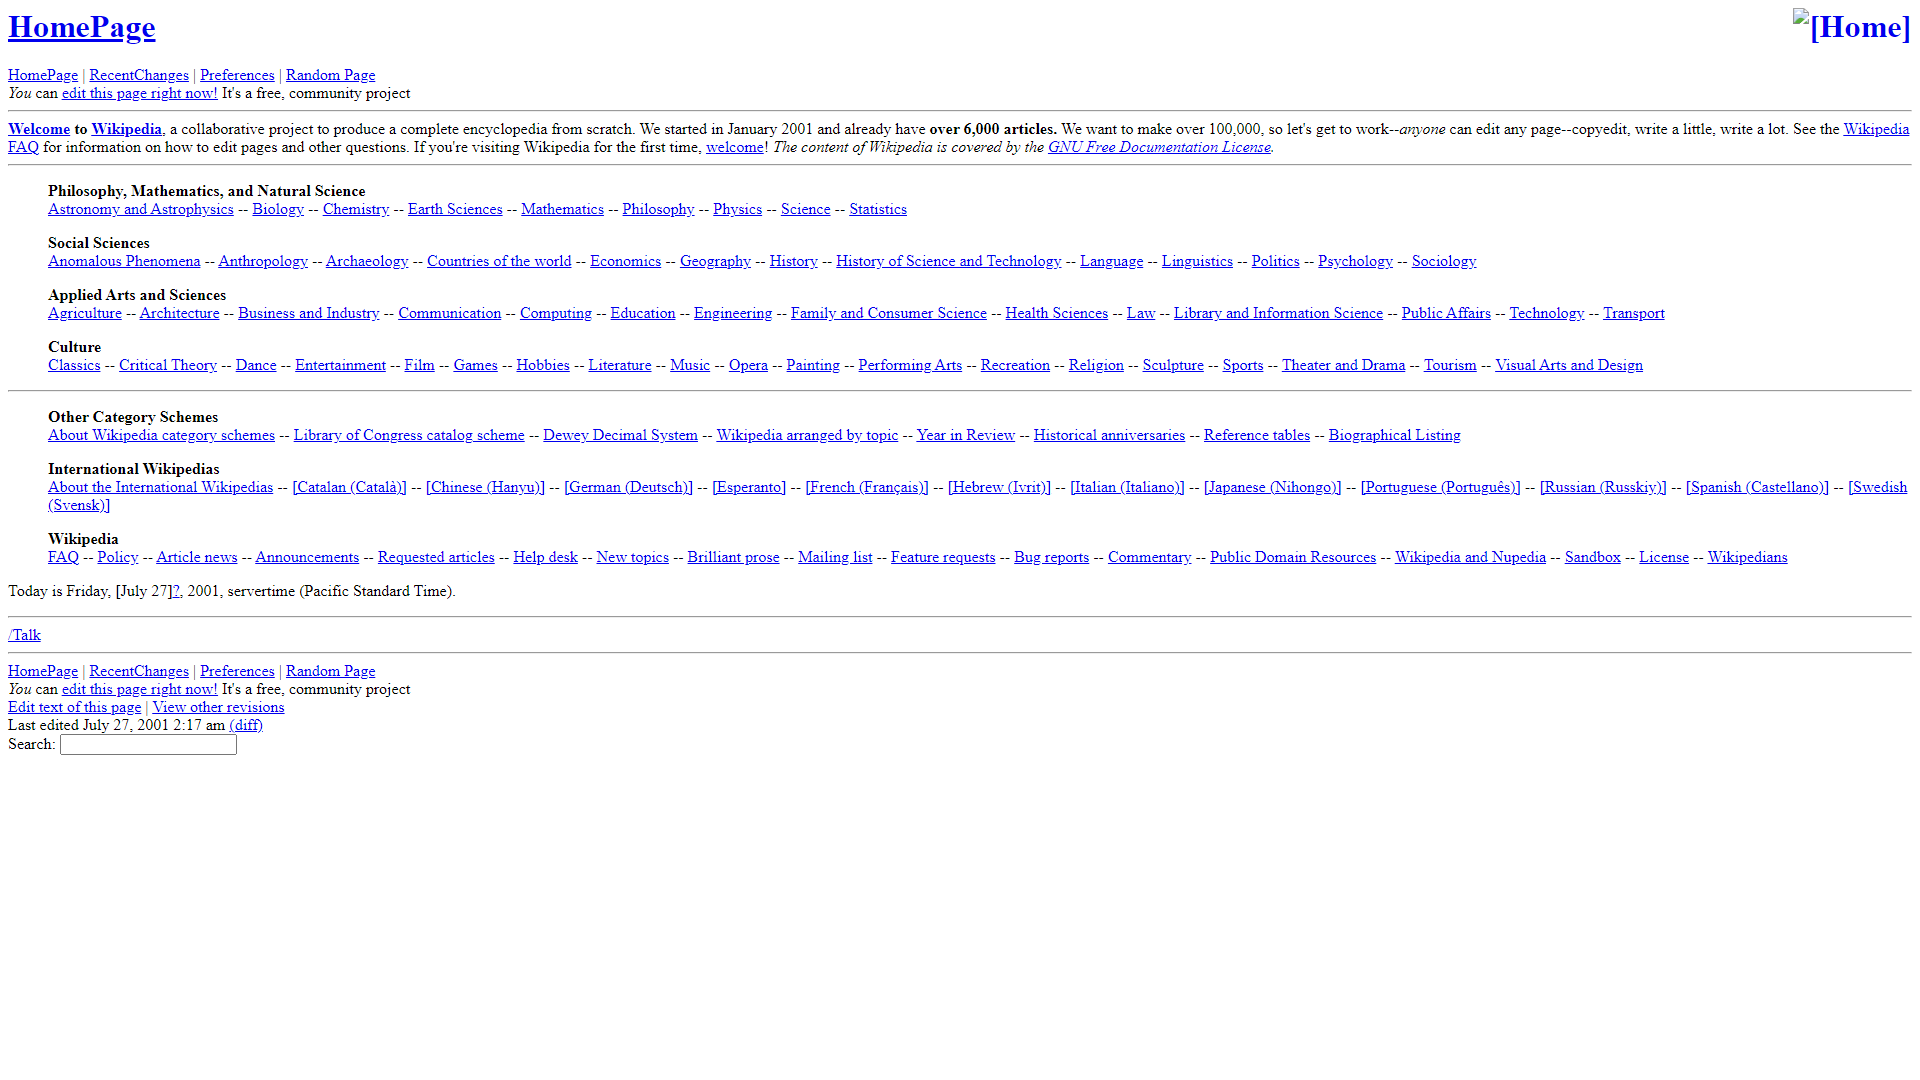 HomePage [Home]
HomePage | RecentChanges | Preferences | Random Page
You can edit this page right now! It's a free, community project
Welcome to Wikipedia, a collaborative project to produce a complete encyclopedia from scratch. We started in January 2001 and already have over 6,000 articles. We want to make over 100,000, so let's get to work--anyone can edit any page--copyedit, write a little, write a lot. See the Wikipedia
FAQ for information on how to edit pages and other questions. If you're visiting Wikipedia for the first time, welcome! The content of Wikipedia is covered by the GNU Free Documentation License.
Philosophy, Mathematics, and Natural Science
Astronomy and Astrophysics -- Biology -- Chemistry -- Earth Sciences -- Mathematics -- Philosophy -- Physics -- Science -- Statistics
Social Sciences
Anomalous Phenomena -- Anthropology -- Archaeology -- Countries of the world -- Economics -- Geography -- History -- History of Science and Technology -- Language -- Linguistics -- Politics -- Psychology -- Sociology
Applied Arts and Sciences
Agriculture -- Architecture -- Business and Industry -- Communication -- Computing -- Education -- Engineering -- Family and Consumer Science -- Health Sciences -- Law -- Library and Information Science -- Public Affairs -- Technology -- Transport
Culture
Classics -- Critical Theory -- Dance -- Entertainment -- Film -- Games -- Hobbies -- Literature -- Music -- Opera -- Painting -- Performing Arts -- Recreation -- Religion -- Sculpture -- Sports -- Theater and Drama -- Tourism -- Visual Arts and Design
Other Category Schemes
About Wikipedia category schemes -- Library of Congress catalog scheme -- Dewey Decimal System -- Wikipedia arranged by topic -- Year in Review -- Historical anniversaries -- Reference tables -- Biographical Listing
International Wikipedias
About the International Wikipedias -- [Catalan (Català)] -- [Chinese (Hanyu)] -- [German (Deutsch)] -- [Esperanto] -- [French (Français)] -- [Hebrew (Ivrit)] -- [Italian (Italiano)] -- [Japanese (Nihongo)] -- [Portuguese (Português)] -- [Russian (Russkiy)] -- [Spanish (Castellano)] -- [Swedish
(Svensk)]
Wikipedia
FAQ -- Policy -- Article news -- Announcements -- Requested articles -- Help desk -- New topics -- Brilliant prose -- Mailing list -- Feature requests -- Bug reports -- Commentary -- Public Domain Resources -- Wikipedia and Nupedia -- Sandbox -- License -- Wikipedians
Today is Friday, [July 27]?, 2001, servertime (Pacific Standard Time).
/Talk
HomePage | RecentChanges | Preferences | Random Page
You can edit this page right now! It's a free, community project
Edit text of this page | View other revisions
Last edited July 27, 2001 2:17 am (diff)
Search: